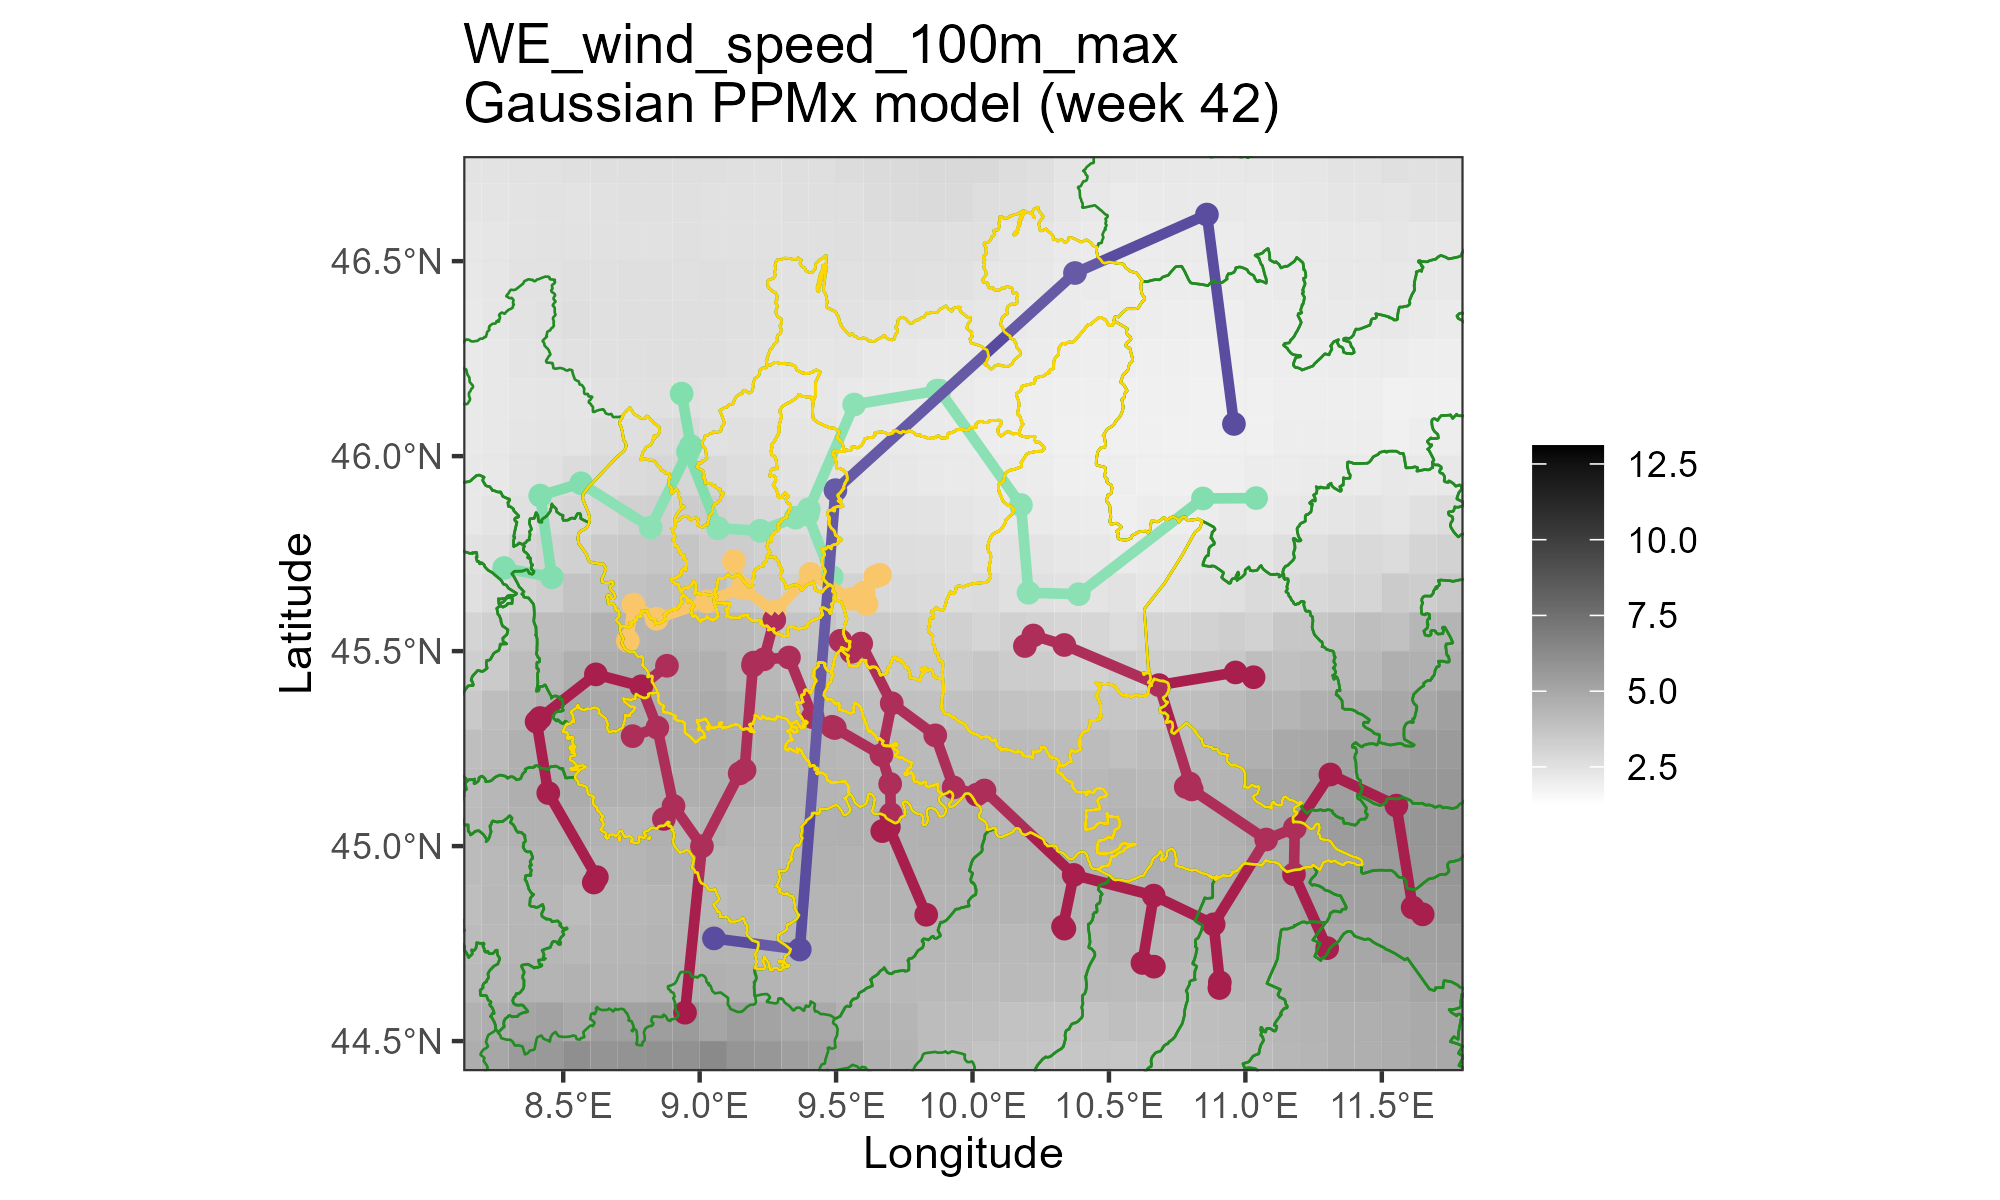 WE_wind_speed_100m_max
Gaussian PPMx model (week 42)
46.5°N
46.0°N
45.5°N
45.0°N
44.5°N
Latitude
8.5°E 9.0°E 9.5°E 10.0°E 10.5°E 11.0°E 11.5°E
Longitude
12.5
10.0
7.5
5.0
2.5